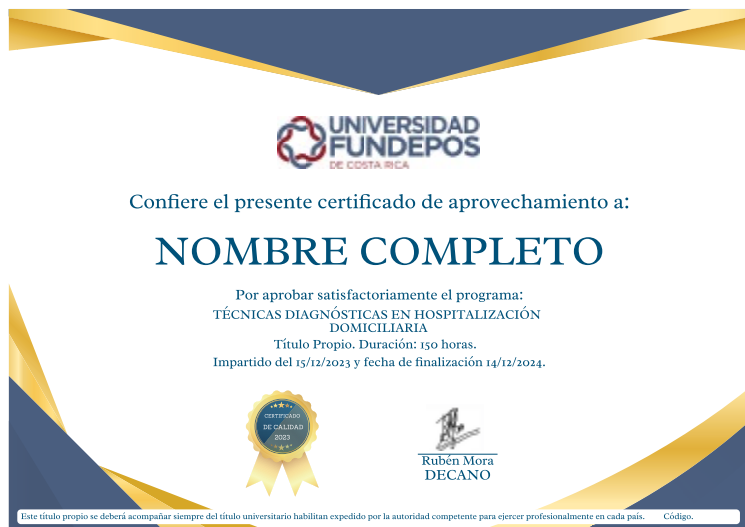 UNIVERSIDAD
FUNDEPOS
DE COSTA RICA
Confiere el presente certificado de aprovechamiento a:
NOMBRE COMPLETO
Por aprobar satisfactoriamente el programa:
TÉCNICAS DIAGNÓSTICAS EN HOSPITALIZACIÓN
DOMICILIARIA
Título Propio. Duración: 150 horas.
Impartido del 15/12/2023 y fecha de finalización 14/12/2024.
CERTIFICADO
DE CALIDAD
2023
Rubén Mora
DECANO
Este título propio se deberá acompañar siempre del título universitario habilitan expedido por la autoridad competente para ejercer profesionalmente en cada país. Código.